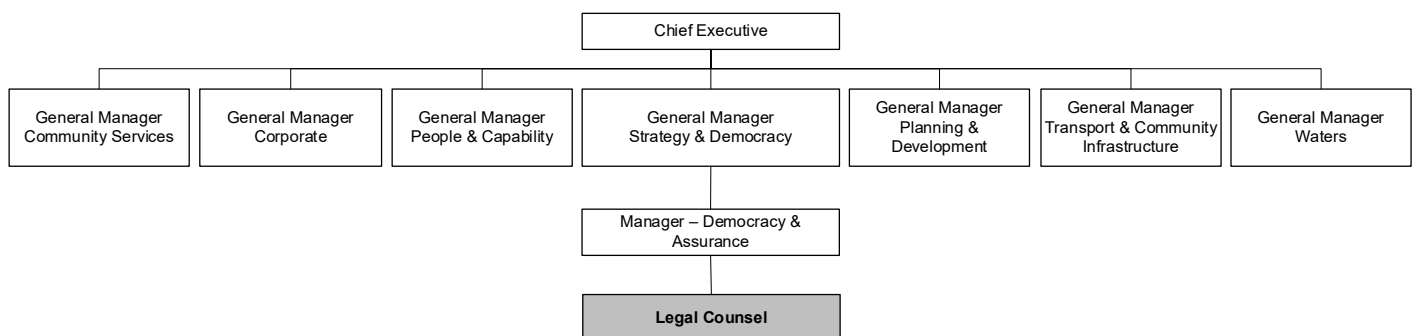 Chief Executive
General Manager
Community Services
General Manager
Corporate
General Manager
People & Capability
General Manager
Strategy & Democracy
General Manager
Planning &
Development
General Manager
Transport & Community
Infrastructure
General Manager
Waters
Manager – Democracy &
Assurance
Legal Counsel